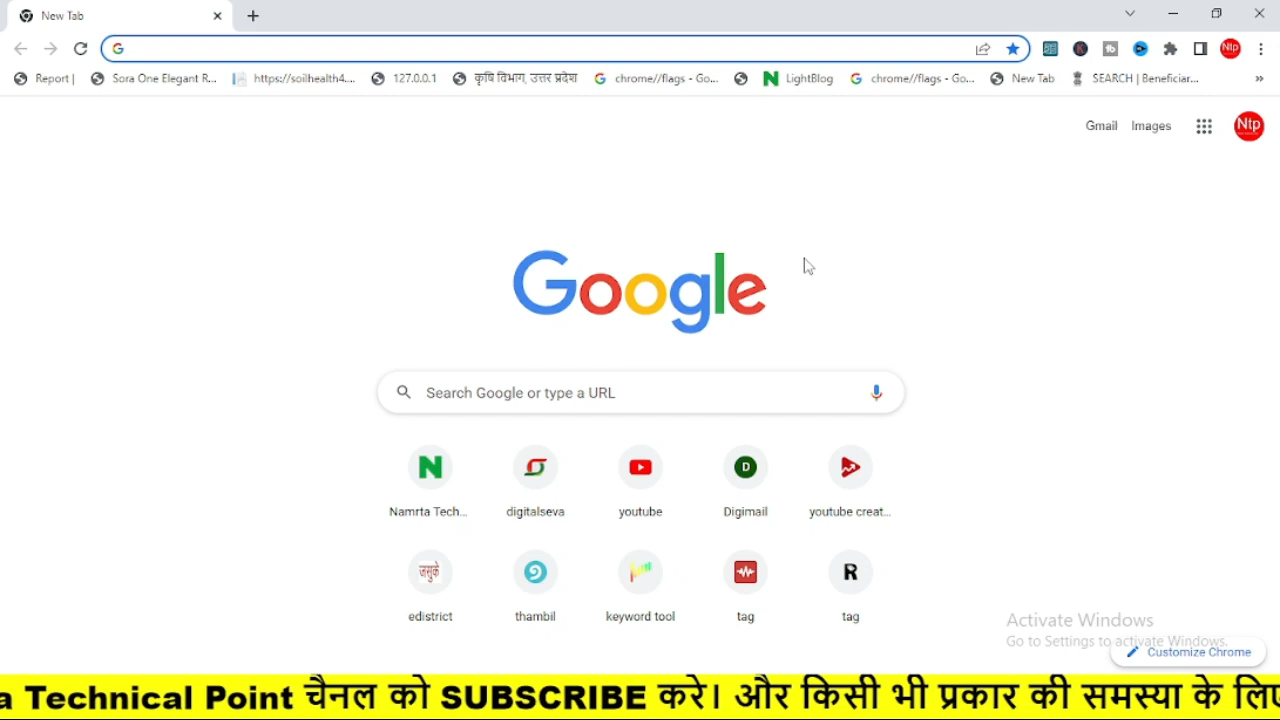 New Tab
Report |
Sora One Elegant R...
https://soilhealth4....
127.0.0.1
कृषि विभाग, उत्तर प्रदेश
chrome//flags - Go...
LightBlog
chrome//flags - Go...
New Tab
SEARCH | Beneficiar...
»
Gmail
Images
Ntp
Google
Search Google or type a URL
Namrta Tech...
digitalseva
youtube
Digimail
youtube creat...
edistrict
thambil
keyword tool
tag
tag
Activate Windows
Go to Settings to activate Windows.
Customize Chrome
a Technical Point चैनल को SUBSCRIBE करे। और किसी भी प्रकार की समस्या के लिए